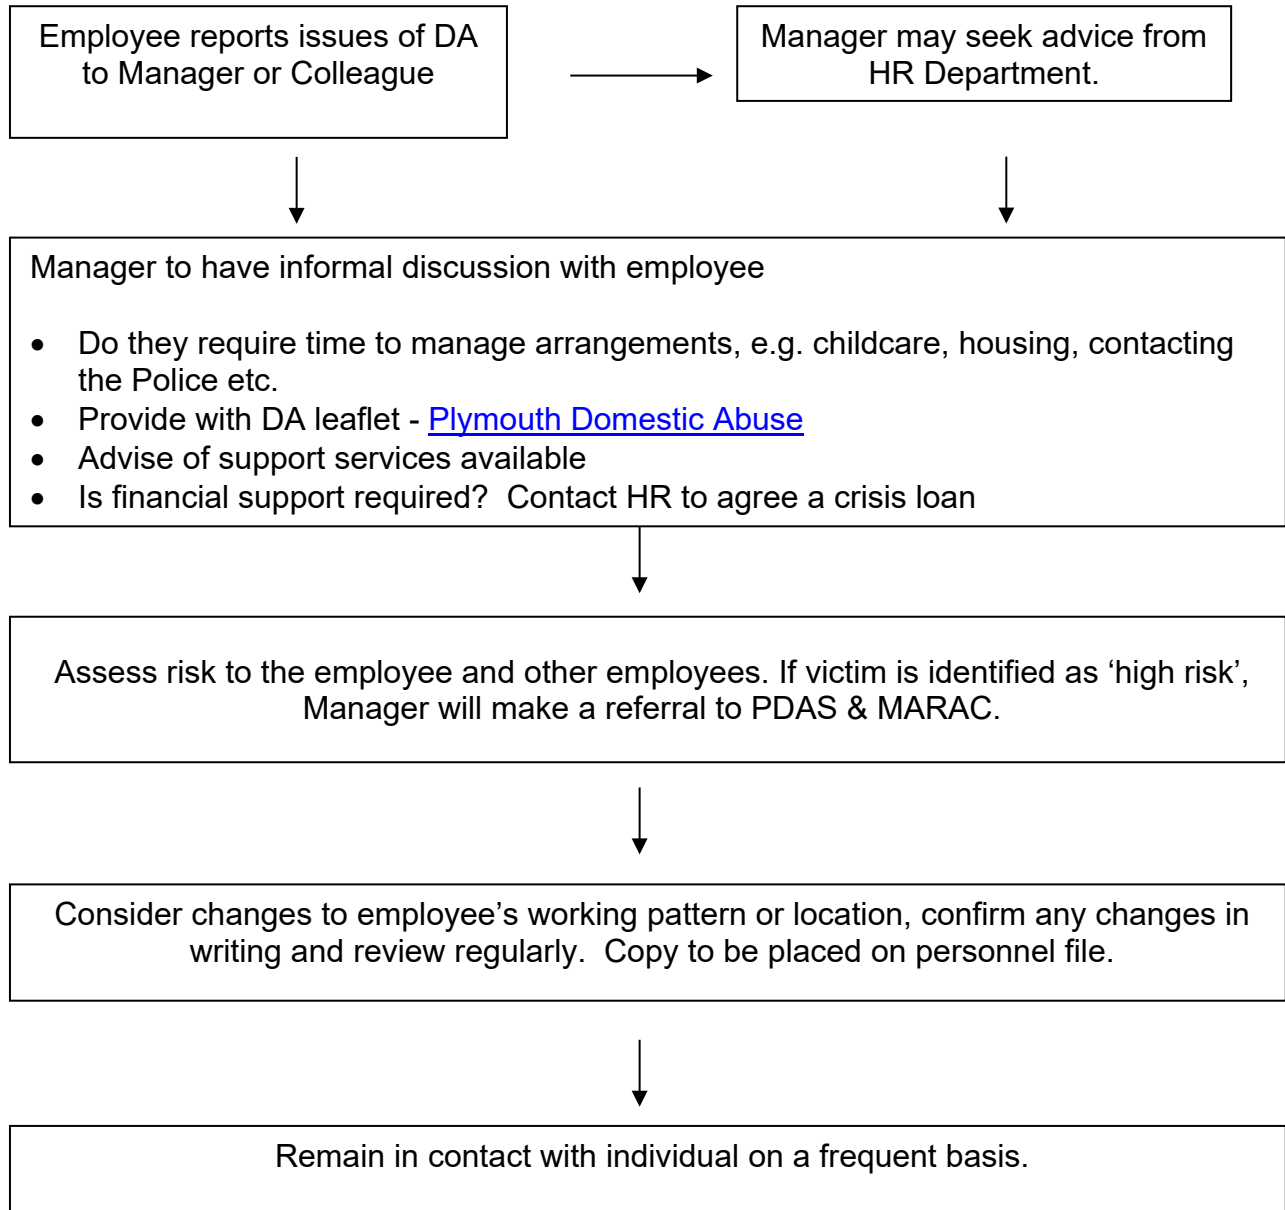 Employee reports issues of DA
to Manager or Colleague
Manager may seek advice from
HR Department.
Manager to have informal discussion with employee
• Do they require time to manage arrangements, e.g. childcare, housing, contacting
the Police etc.
• Provide with DA leaflet - Plymouth Domestic Abuse
• Advise of support services available
• Is financial support required?  Contact HR to agree a crisis loan
Assess risk to the employee and other employees. If victim is identified as ‘high risk’,
Manager will make a referral to PDAS & MARAC.
Consider changes to employee’s working pattern or location, confirm any changes in
writing and review regularly.  Copy to be placed on personnel file.
Remain in contact with individual on a frequent basis.